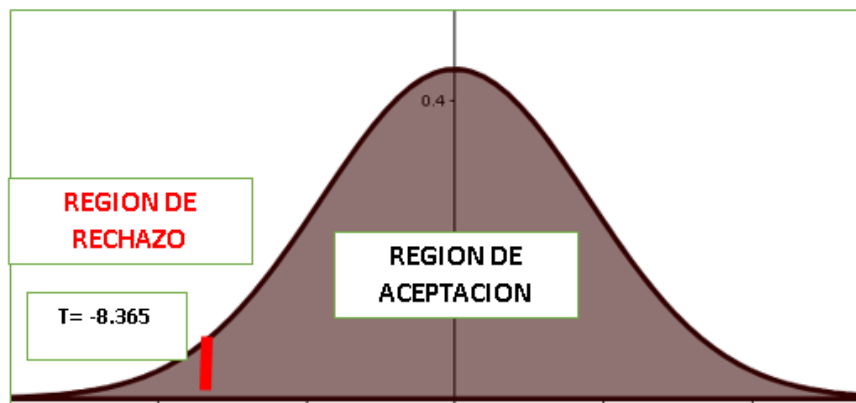 0.4
REGION DE
RECHAZO
REGION DE
ACEPTACION
T= -8.365